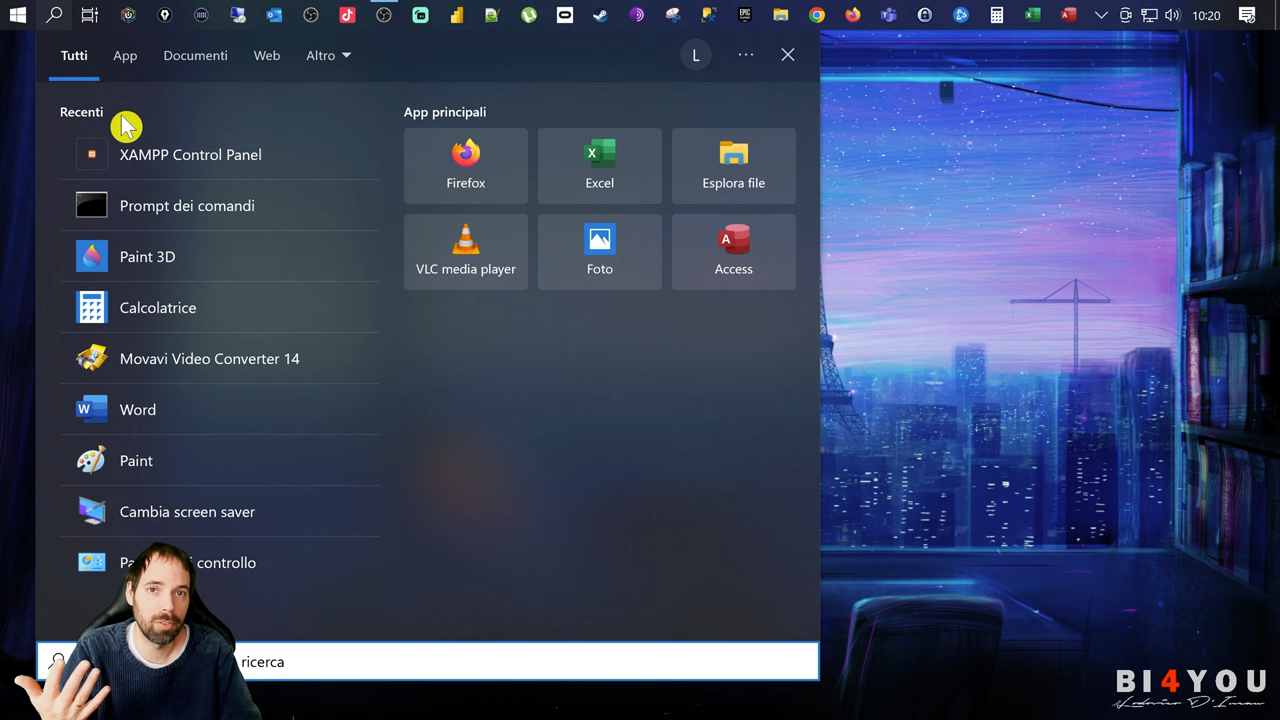 10:20
Tutti
App
Documenti
Web
Altro
L
Recenti
XAMPP Control Panel
Prompt dei comandi
Paint 3D
Calcolatrice
Movavi Video Converter 14
Word
Paint
Cambia screen saver
controllo
App principali
Firefox
Excel
Esplora file
VLC media player
Foto
Access
ricerca
BI4YOU